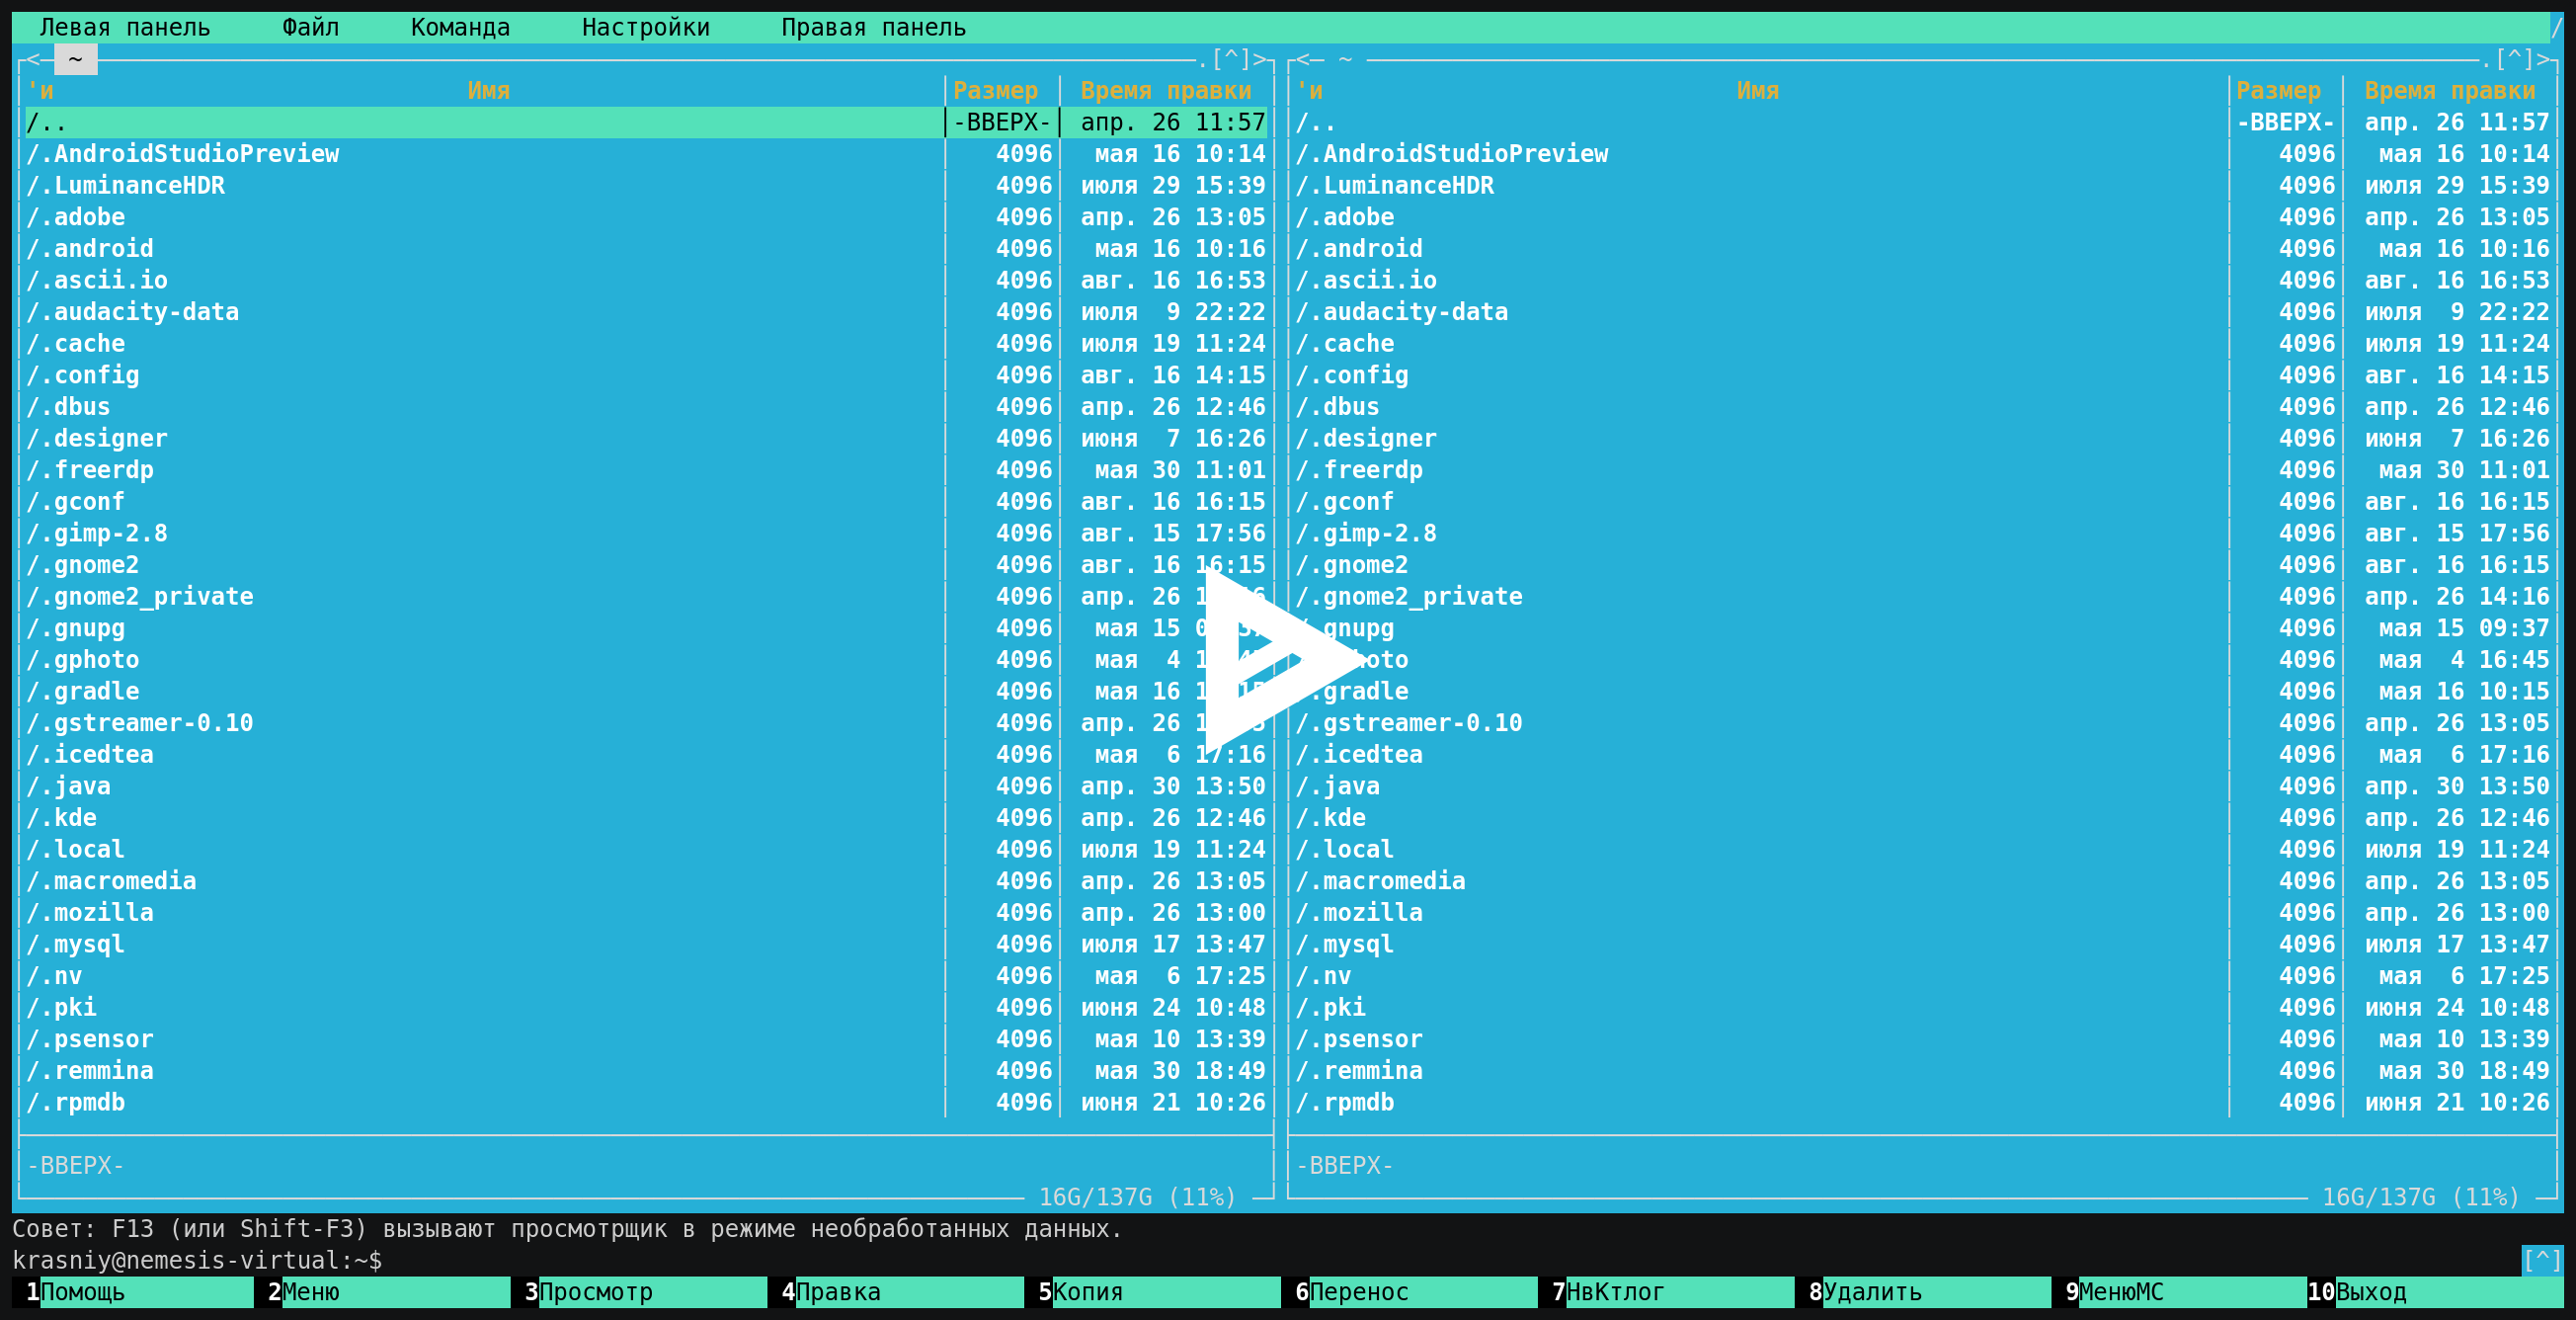 Левая панель Файл Команда Настройки Правая панель /
<─ ~ .[^]> <─ ~ .[^]>
'и Имя Размер Время правки 'и Имя Размер Время правки
/.. -ВВЕРХ- апр. 26 11:57 /.. -ВВЕРХ- апр. 26 11:57
/.AndroidStudioPreview 4096 мая 16 10:14 /.AndroidStudioPreview 4096 мая 16 10:14
/.LuminanceHDR 4096 июля 29 15:39 /.LuminanceHDR 4096 июля 29 15:39
/.adobe 4096 апр. 26 13:05 /.adobe 4096 апр. 26 13:05
/.android 4096 мая 16 10:16 /.android 4096 мая 16 10:16
/.ascii.io 4096 авг. 16 16:53 /.ascii.io 4096 авг. 16 16:53
/.audacity-data 4096 июля 9 22:22 /.audacity-data 4096 июля 9 22:22
/.cache 4096 июля 19 11:24 /.cache 4096 июля 19 11:24
/.config 4096 авг. 16 14:15 /.config 4096 авг. 16 14:15
/.dbus 4096 апр. 26 12:46 /.dbus 4096 апр. 26 12:46
/.designer 4096 июня 7 16:26 /.designer 4096 июня 7 16:26
/.freerdp 4096 мая 30 11:01 /.freerdp 4096 мая 30 11:01
/.gconf 4096 авг. 16 16:15 /.gconf 4096 авг. 16 16:15
/.gimp-2.8 4096 авг. 15 17:56 /.gimp-2.8 4096 авг. 15 17:56
/.gnome2 4096 авг. 16 16:15 /.gnome2 4096 авг. 16 16:15
/.gnome2_private 4096 апр. 26 /.gnome2_private 4096 апр. 26 14:16
/.gnupg 4096 мая 15 .gnupg 4096 мая 15 09:37
/.gphoto 4096 мая 4 4096 мая 4 16:45
/.gradle 4096 мая 16 .gradle 4096 мая 16 10:15
/.gstreamer-0.10 4096 апр. 26 /.gstreamer-0.10 4096 апр. 26 13:05
/.icedtea 4096 мая 6 17:16 /.icedtea 4096 мая 6 17:16
/.java 4096 апр. 30 13:50 /.java 4096 апр. 30 13:50
/.kde 4096 апр. 26 12:46 /.kde 4096 апр. 26 12:46
/.local 4096 июля 19 11:24 /.local 4096 июля 19 11:24
/.macromedia 4096 апр. 26 13:05 /.macromedia 4096 апр. 26 13:05
/.mozilla 4096 апр. 26 13:00 /.mozilla 4096 апр. 26 13:00
/.mysql 4096 июля 17 13:47 /.mysql 4096 июля 17 13:47
/.nv 4096 мая 6 17:25 /.nv 4096 мая 6 17:25
/.pki 4096 июня 24 10:48 /.pki 4096 июня 24 10:48
/.psensor 4096 мая 10 13:39 /.psensor 4096 мая 10 13:39
/.remmina 4096 мая 30 18:49 /.remmina 4096 мая 30 18:49
/.rpmdb 4096 июня 21 10:26 /.rpmdb 4096 июня 21 10:26
-ВВЕРХ- -ВВЕРХ-
16G/137G (11%) 16G/137G (11%)
Совет: F13 (или Shift-F3) вызывают просмотрщик в режиме необработанных данных.
krasniy@nemesis-virtual:~$ [^]
1Помощь 2Меню 3Просмотр 4Правка 5Копия 6Перенос 7НвКтлог 8Удалить 9МенюМС 10Выход